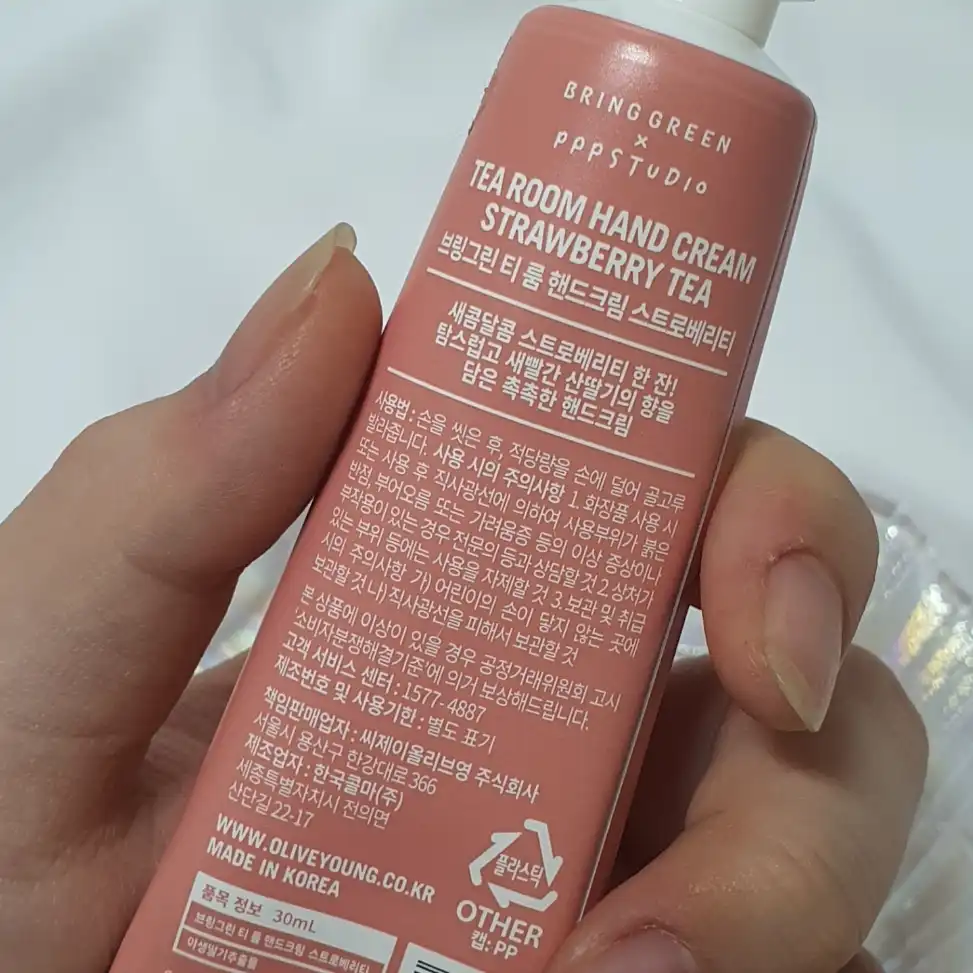 BRING GREEN
×
PPPSTUDIO
TEA ROOM HAND CREAM
STRAWBERRY TEA
브링그린 티 룸 핸드크림 스트로베리티
새콤달콤 스트로베리티 한 잔!
탐스럽고 새빨간 산딸기의 향을
담은 촉촉한 핸드크림
사용법 : 손을 씻은 후, 적당량을 손에 덜어 골고루
발라줍니다. 사용 시의 주의사항 1. 화장품 사용 시
또는 사용 후 직사광선에 의하여 사용부위가 붉은
반점, 부어오름 또는 가려움증 등의 이상 증상이나
부작용이 있는 경우 전문의 등과 상담할 것 2.상처가
있는 부위 등에는 사용을 자제할 것 3.보관 및 취급
시의 주의사항 가) 어린이의 손이 닿지 않는 곳에
보관할 것 나) 직사광선을 피해서 보관할 것
본 상품에 이상이 있을 경우 공정거래위원회 고시
'소비자분쟁해결기준'에 의거 보상해드립니다.
고객 서비스 센터 : 1577-4887
제조번호 및 사용기한 : 별도 표기
책임판매업자 : 씨제이올리브영 주식회사
서울시 용산구 한강대로 366
제조업자 : 한국콜마(주)
세종특별자치시 전의면
산단길 22-17
WWW.OLIVEYOUNG.CO.KR
MADE IN KOREA
플라스틱
OTHER
캡:PP
품목 정보 30mL
브링그린 티 룸 핸드크림 스트로베리티
야생딸기추출물